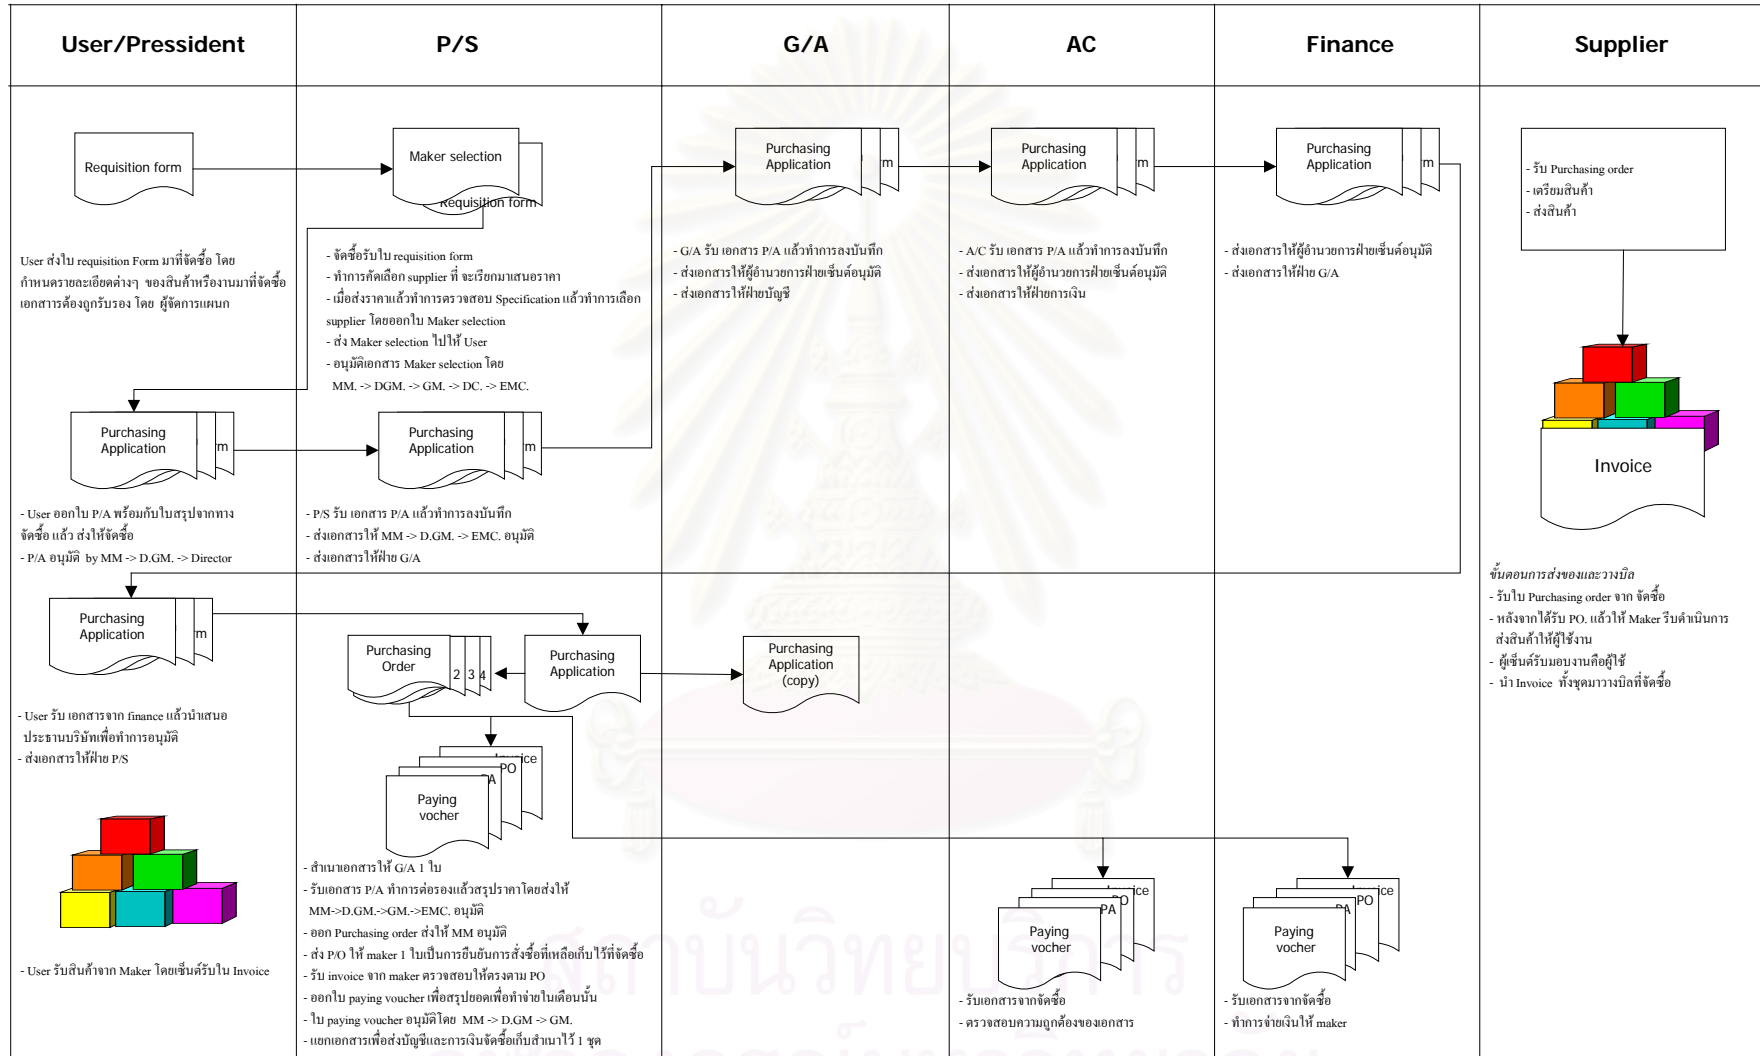 User/Pressident
P/S
G/A
AC
Finance
Supplier
Requisition form
Maker selection
Requisition form
Purchasing
Application
m
Purchasing
Application
m
Purchasing
Application
m
- รับ Purchasing order
- เตรียมสินค้า
- ส่งสินค้า
User ส่งใบ requisition Form มาที่จัดซื้อ โดย
กำหนดรายละเอียดต่างๆ ของสินค้าหรืองานมาที่จัดซื้อ
เอกสาารต้องถูกรับรอง โดย ผู้จัดการแผนก
- จัดซื้อรับใบ requisition form
- ทำการคัดเลือก supplier ที่ จะเรียกมาเสนอราคา
- เมื่อส่งราคาแล้วทำการตรวจสอบ Specification แล้วทำการเลือก
supplier โดยออกใบ Maker selection
- ส่ง Maker selection ไปให้ User
- อนุมัติเอกสาร Maker selection โดย
MM. -> DGM. -> GM. -> DC. -> EMC.
- G/A รับ เอกสาร P/A แล้วทำการลงบันทึก
- ส่งเอกสารให้ผู้อำนวยการฝ่ายเซ็นต์อนุมัติ
- ส่งเอกสารให้ฝ่ายบัญชี
- A/C รับ เอกสาร P/A แล้วทำการลงบันทึก
- ส่งเอกสารให้ผู้อำนวยการฝ่ายเซ็นต์อนุมัติ
- ส่งเอกสารให้ฝ่ายการเงิน
- ส่งเอกสารให้ผู้อำนวยการฝ่ายเซ็นต์อนุมัติ
- ส่งเอกสารให้ฝ่าย G/A
Purchasing
Application
rm
Purchasing
Application
rm
Invoice
- User ออกใบ P/A พร้อมกับใบสรุปจากทาง
จัดซื้อ แล้ว ส่งให้จัดซื้อ
- P/A อนุมัติ by MM -> D.GM. -> Director
- P/S รับ เอกสาร P/A แล้วทำการลงบันทึก
- ส่งเอกสารให้ MM -> D.GM. -> EMC. อนุมัติ
- ส่งเอกสารให้ฝ่าย G/A
ขั้นตอนการส่งของและวางบิล
- รับใบ Purchasing order จาก จัดซื้อ
- หลังจากได้รับ PO. แล้วให้ Maker รีบดำเนินการ
ส่งสินค้าให้ผู้ใช้งาน
- ผู้เซ็นต์รับมอบงานคือผู้ใช้
- นำ Invoice ทั้งชุดมาวางบิลที่จัดซื้อ
Purchasing
Application
rm
Purchasing
Order
2 3 4
Purchasing
Application
Purchasing
Application
(copy)
- User รับ เอกสารจาก finance แล้วนำเสนอ
ประธานบริษัทเพื่อทำการอนุมัติ
- ส่งเอกสารให้ฝ่าย P/S
Invoice
PO
PA
Paying
vocher
- สำเนาเอกสารให้ G/A 1 ใบ
- รับเอกสาร P/A ทำการต่อรองแล้วสรุปราคาโดยส่งให้
MM->D.GM.->GM.->EMC. อนุมัติ
- ออก Purchasing order ส่งให้ MM อนุมัติ
- ส่ง P/O ให้ maker 1 ใบเป็นการยืนยันการสั่งซื้อที่เหลือเก็บไว้ที่จัดซื้อ
- รับ invoice จาก maker ตรวจสอบให้ตรงตาม PO
- ออกใบ paying voucher เพื่อสรุปยอดเพื่อทำจ่ายในเดือนนั้น
- ใบ paying voucher อนุมัติโดย MM -> D.GM -> GM.
- แยกเอกสารเพื่อส่งบัญชีและการเงินจัดซื้อเก็บสำเนาไว้ 1 ชุด
- User รับสินค้าจาก Maker โดยเซ็นต์รับใน Invoice
Invoice
PO
PA
Paying
vocher
- รับเอกสารจากจัดซื้อ
- ตรวจสอบความถูกต้องของเอกสาร
Invoice
PO
PA
Paying
vocher
- รับเอกสารจากจัดซื้อ
- ทำการจ่ายเงินให้ maker
สถาบันวิทยบริการ